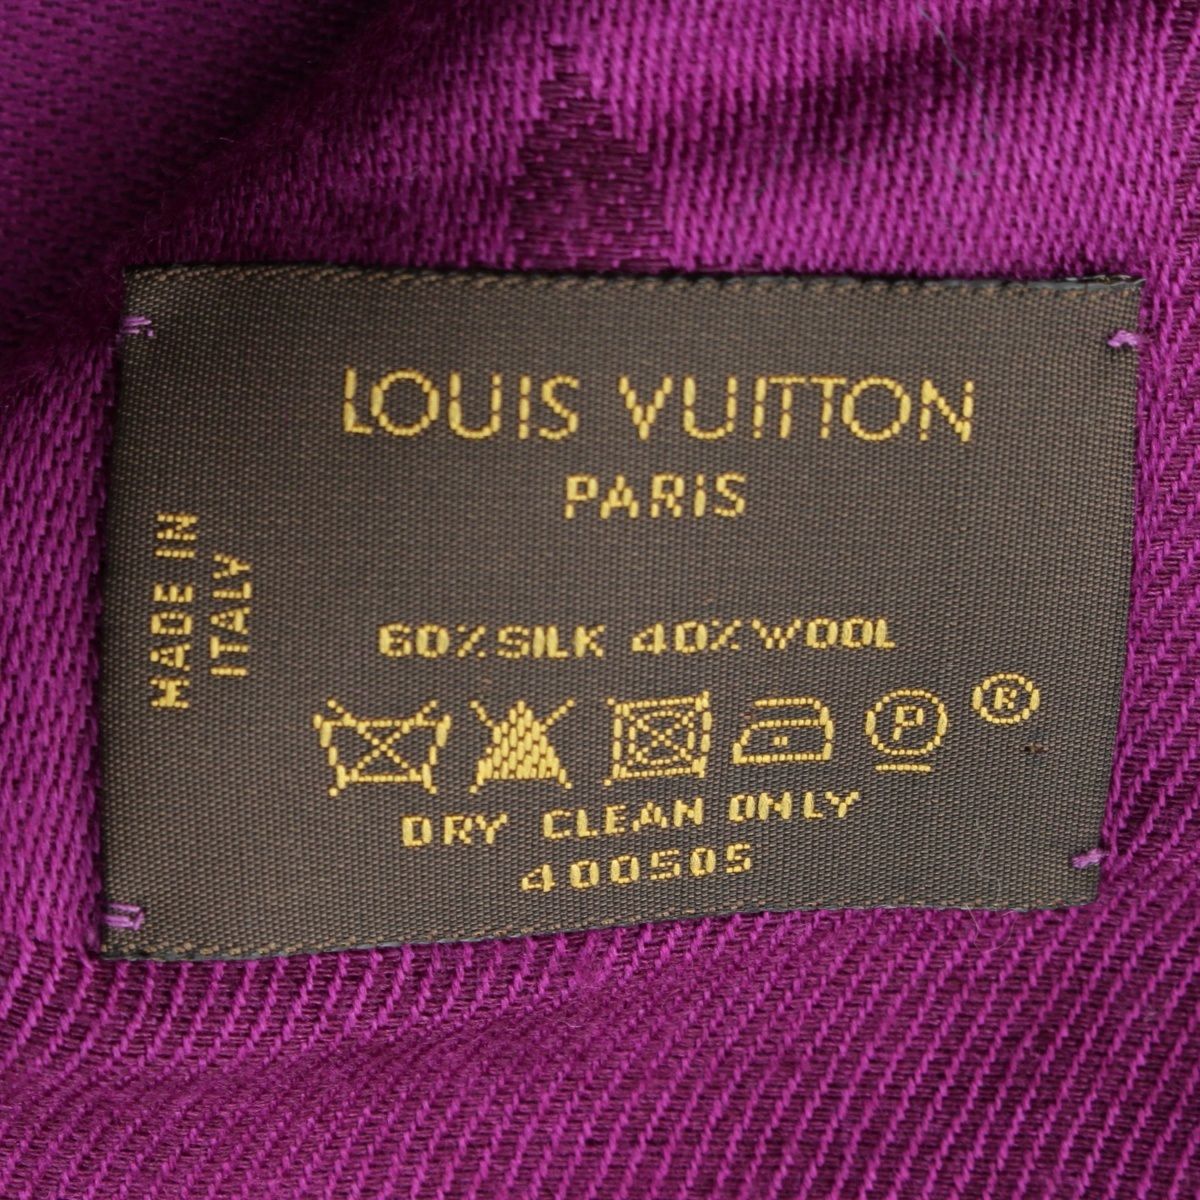 LOUIS VUITTON
PARIS
MADE IN
ITALY
60% SILK 40% WOOL
P
®
DRY CLEAN ONLY
400505